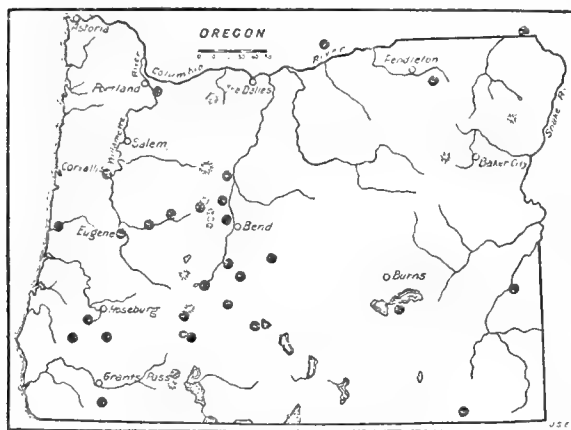 Astoria
OREGON
River
Columbia
River
Pendleton
Portland
The Dalles
Snake R.
Willamette
Salem
Baker City
Corvallis
Eugene
Bend
Burns
Roseburg
Grants Pass
J.S.E.